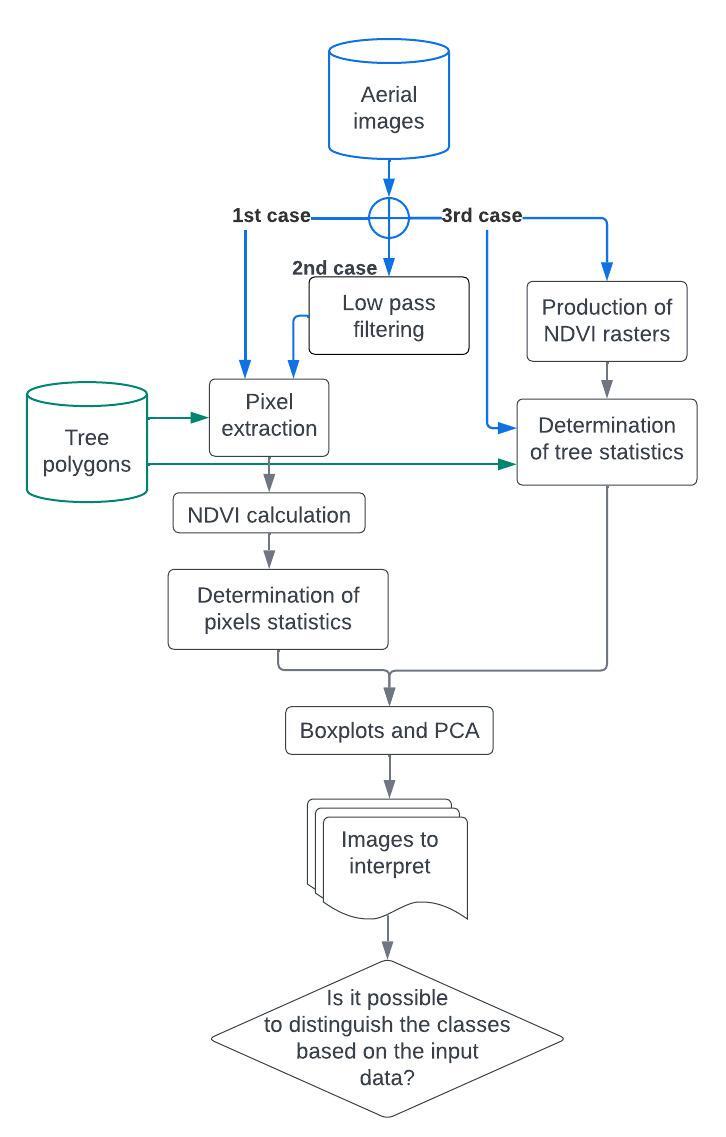 Aerial
images
1st case
3rd case
2nd case
Low pass
filtering
Production of
NDVI rasters
Pixel
extraction
Determination
of tree statistics
Tree
polygons
NDVI calculation
Determination of
pixels statistics
Boxplots and PCA
Images to
interpret
Is it possible
to distinguish the classes
based on the input
data?